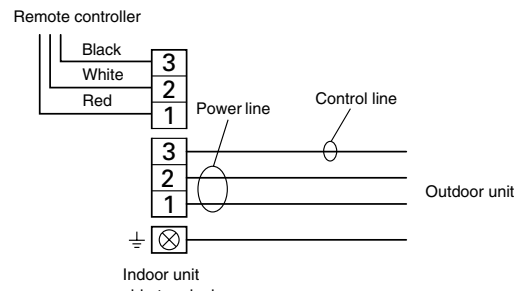 Remote controller
Black
3
White
2
Red
1
Power line
Control line
3
2
1
Outdoor unit
Indoor unit